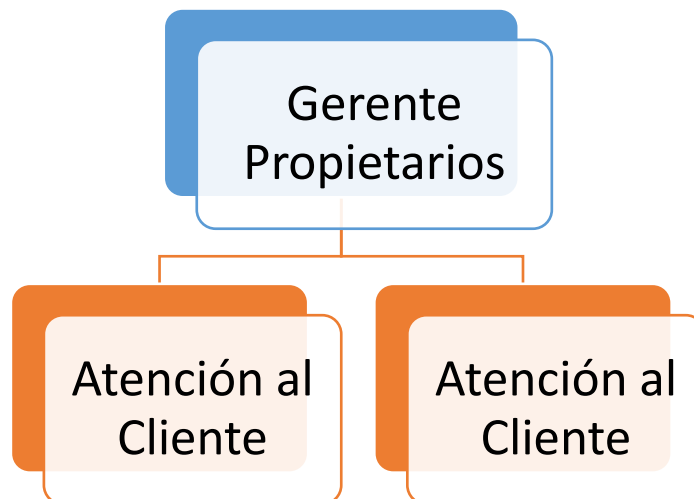 Gerente
Propietarios
Atención al
Cliente
Atención al
Cliente